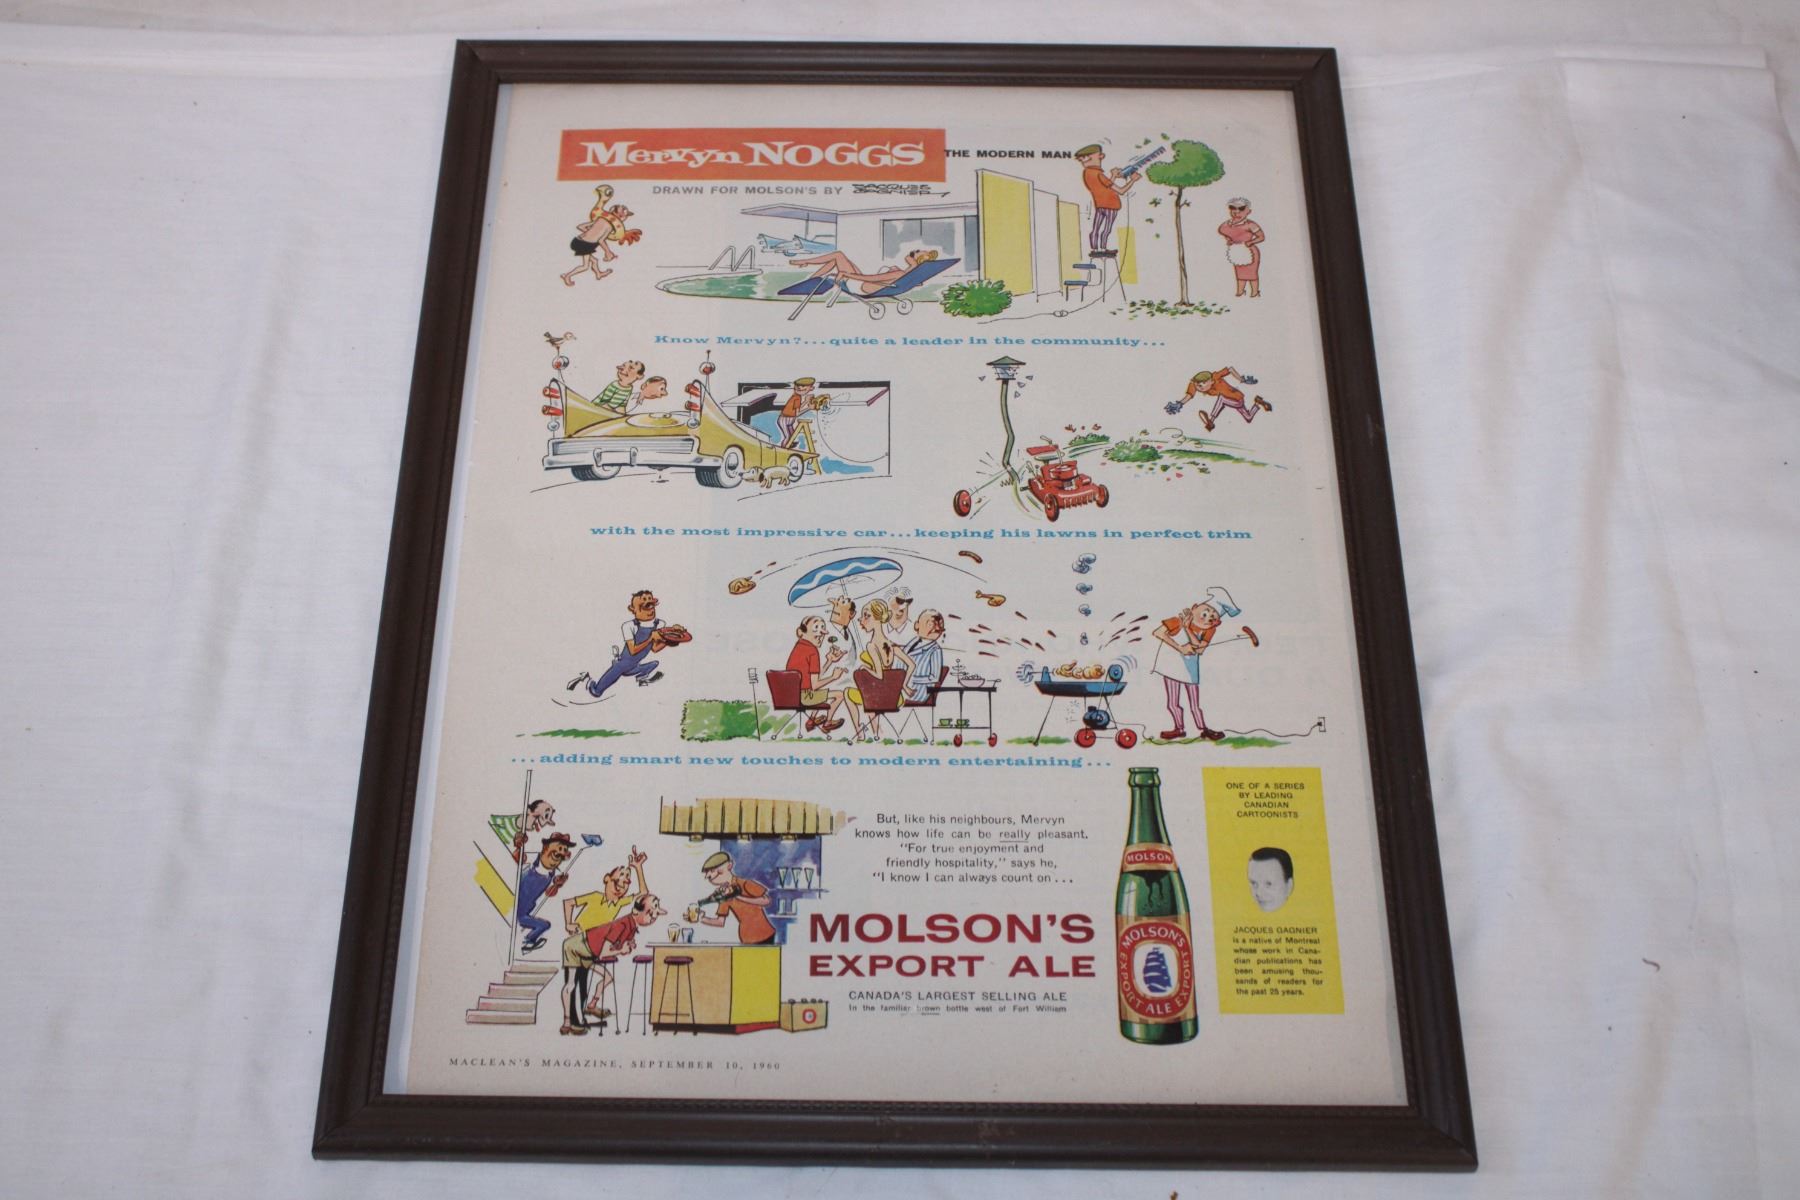 Mervyn NOGGS
THE MODERN MAN
DRAWN FOR MOLSON'S BY JACQUES GAGNIER
Know Mervyn?...quite a leader in the community...
with the most impressive car...keeping his lawns in perfect trim
...adding smart new touches to modern entertaining...
But, like his neighbours, Mervyn
knows how life can be really pleasant.
"For true enjoyment and
friendly hospitality," says he,
"I know I can always count on...
MOLSON'S
EXPORT ALE
CANADA'S LARGEST SELLING ALE
In the familiar brown bottle west of Fort William
MOLSON
MOLSON'S
EXPORT ALE EXPORT
ONE OF A SERIES
BY LEADING
CANADIAN
CARTOONISTS
JACQUES GAGNIER
is a native of Montreal
whose work in Cana-
dian publications has
been amusing thou-
sands of readers for
the past 25 years.
MACLEAN'S MAGAZINE, SEPTEMBER 10, 1960